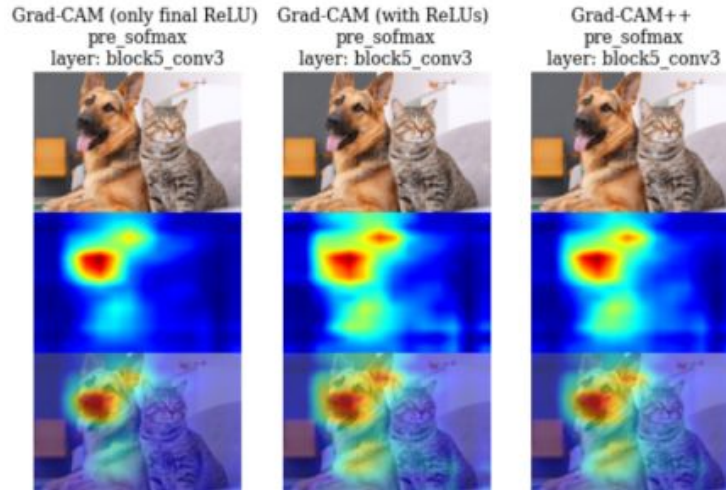 Grad-CAM (only final ReLU)
pre_sofmax
layer: block5_conv3
Grad-CAM (with ReLUs)
pre_sofmax
layer: block5_conv3
Grad-CAM++
pre_sofmax
layer: block5_conv3